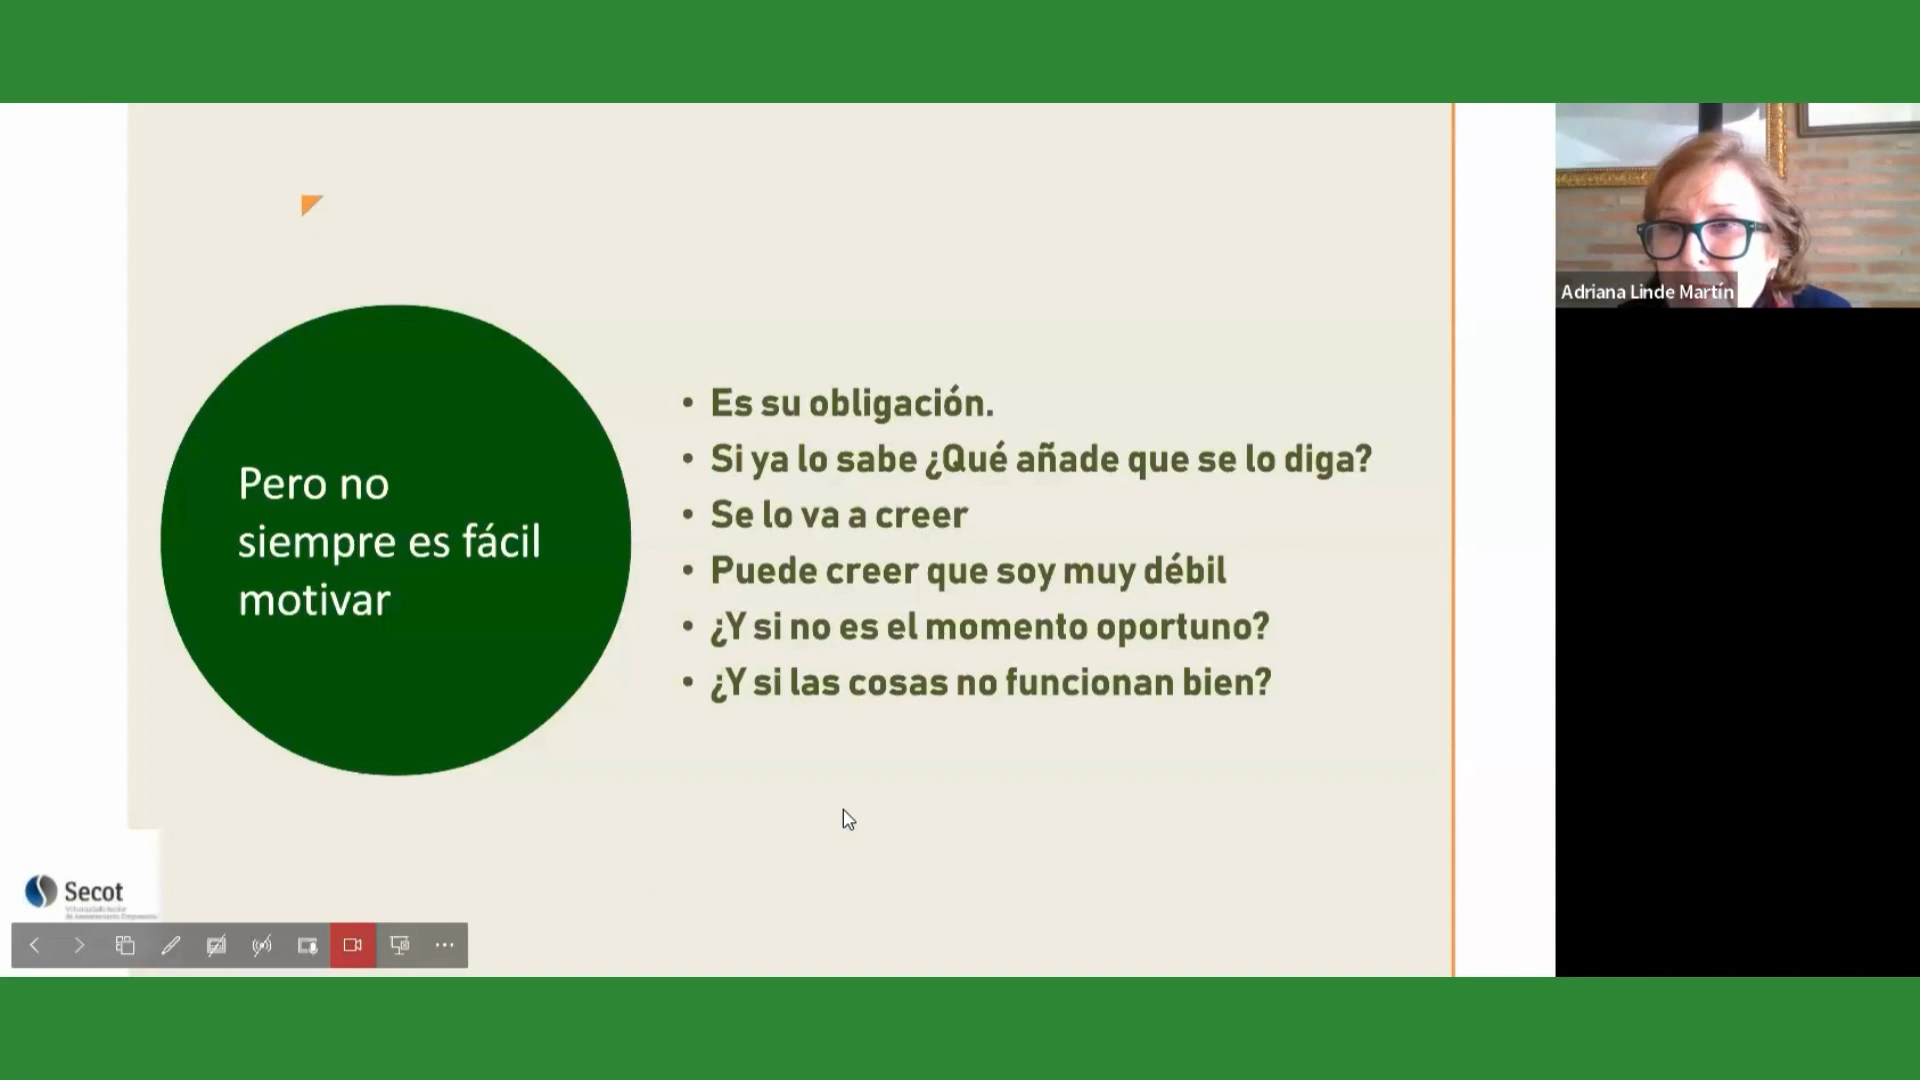 Pero no
siempre es fácil
motivar
• Es su obligación.
• Si ya lo sabe ¿Qué añade que se lo diga?
• Se lo va a creer
• Puede creer que soy muy débil
• ¿Y si no es el momento oportuno?
• ¿Y si las cosas no funcionan bien?
Adriana Linde Martín
Secot